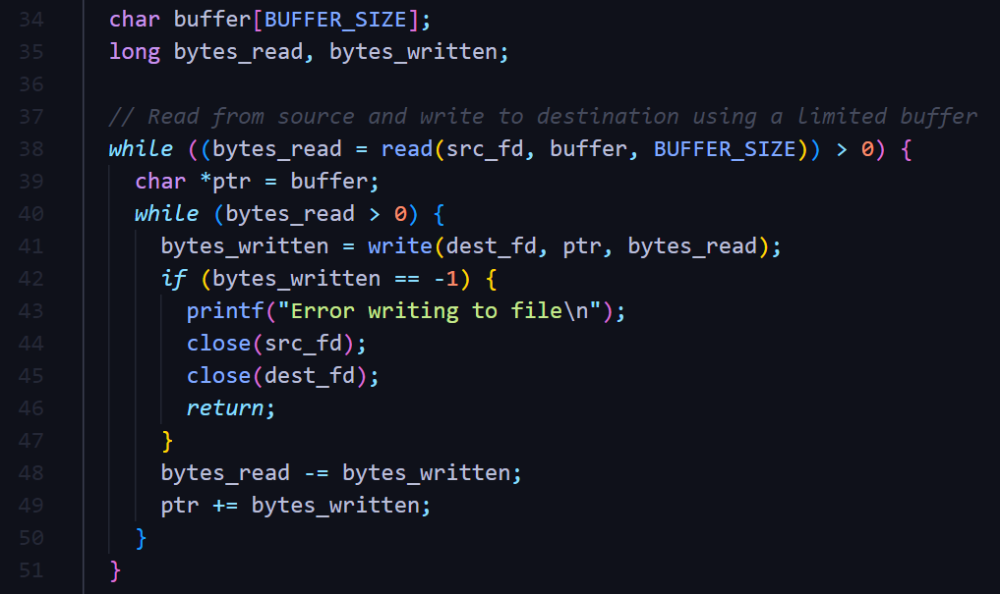 34 char buffer[BUFFER_SIZE];
35 long bytes_read, bytes_written;
36
37 // Read from source and write to destination using a limited buffer
38 while ((bytes_read = read(src_fd, buffer, BUFFER_SIZE)) > 0) {
39 char *ptr = buffer;
40 while (bytes_read > 0) {
41 bytes_written = write(dest_fd, ptr, bytes_read);
42 if (bytes_written == -1) {
43 printf("Error writing to file\n");
44 close(src_fd);
45 close(dest_fd);
46 return;
47 }
48 bytes_read -= bytes_written;
49 ptr += bytes_written;
50 }
51 }